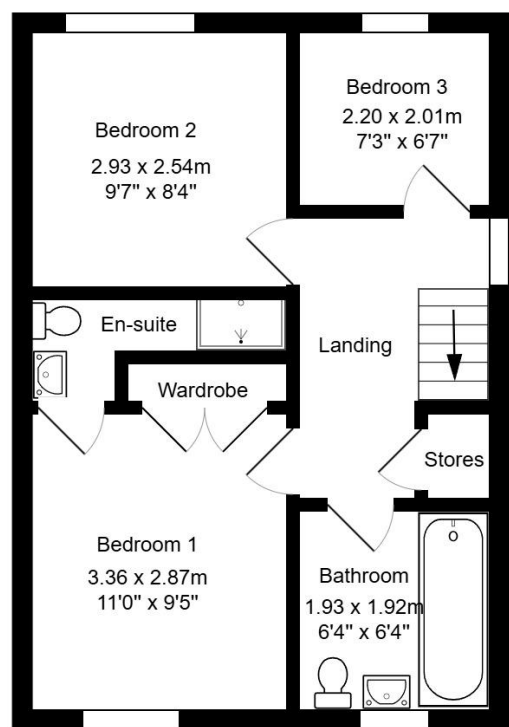 Bedroom 2
2.93 x 2.54m
9'7" x 8'4"
Bedroom 3
2.20 x 2.01m
7'3" x 6'7"
En-suite
Landing
Wardrobe
Stores
Bedroom 1
3.36 x 2.87m
11'0" x 9'5"
Bathroom
1.93 x 1.92m
6'4" x 6'4"